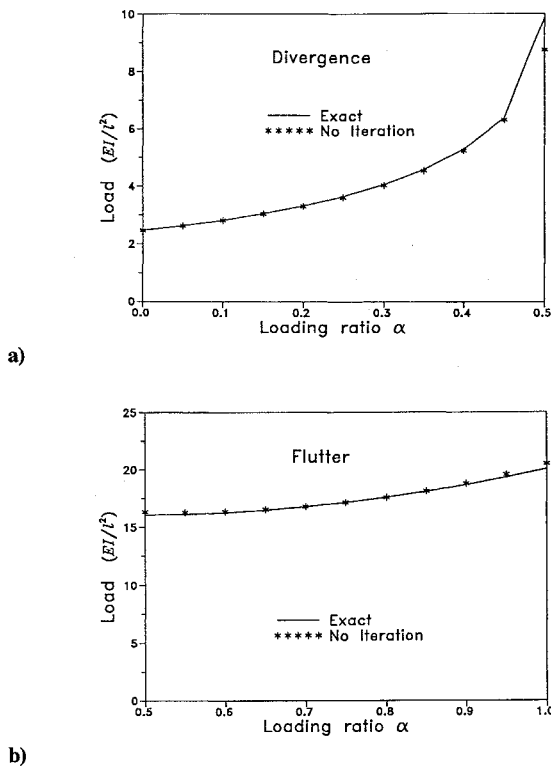 10
8
6
4
2
0
Load (EI/l²)
Divergence
Exact
***** No Iteration
0.0 0.1 0.2 0.3 0.4 0.5
Loading ratio α
a)
25
20
15
10
5
0
Load (EI/l²)
Flutter
Exact
***** No Iteration
0.5 0.6 0.7 0.8 0.9 1.0
Loading ratio α
b)